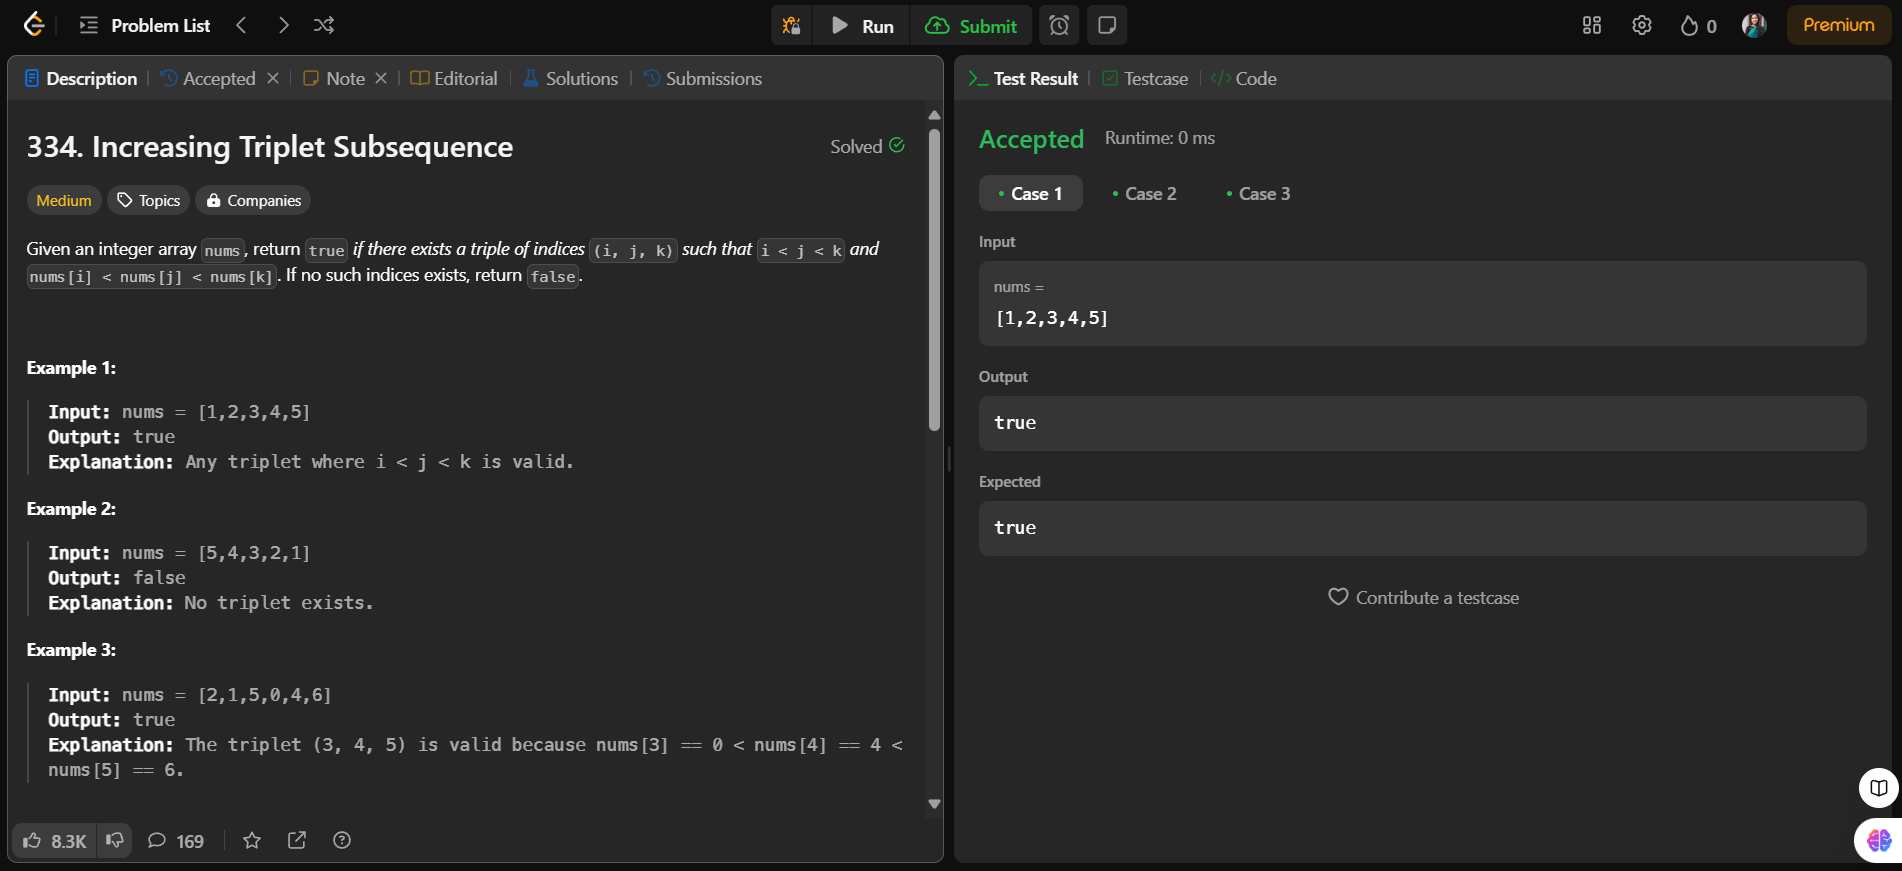 Problem List
Run
Submit
0
Premium
Description
Accepted
Note
Editorial
Solutions
Submissions
334. Increasing Triplet Subsequence
Solved
Medium
Topics
Companies
Given an integer array nums, return true if there exists a triple of indices (i, j, k) such that i < j < k and
nums[i] < nums[j] < nums[k]. If no such indices exists, return false.
Example 1:
Input: nums = [1,2,3,4,5]
Output: true
Explanation: Any triplet where i < j < k is valid.
Example 2:
Input: nums = [5,4,3,2,1]
Output: false
Explanation: No triplet exists.
Example 3:
Input: nums = [2,1,5,0,4,6]
Output: true
Explanation: The triplet (3, 4, 5) is valid because nums[3] == 0 < nums[4] == 4 <
nums[5] == 6.
8.3K
169
Test Result
Testcase
Code
Accepted
Runtime: 0 ms
Case 1
Case 2
Case 3
Input
nums =
[1,2,3,4,5]
Output
true
Expected
true
Contribute a testcase